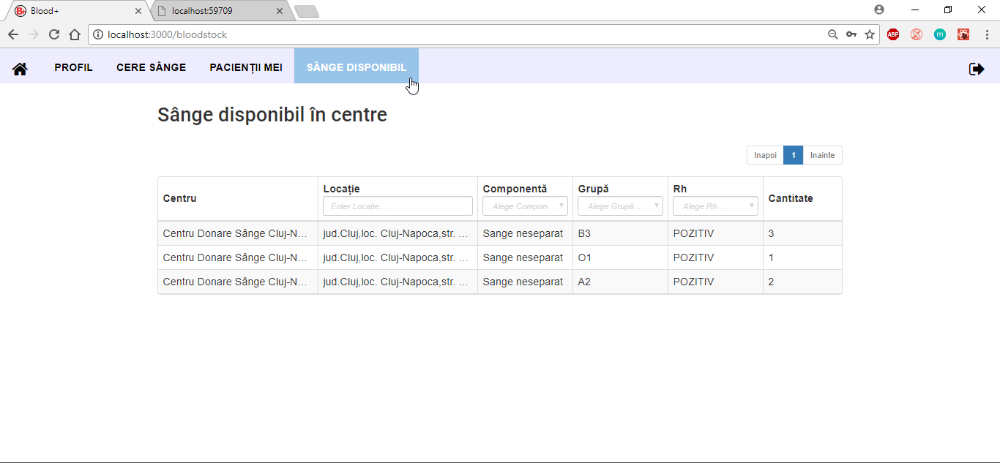 Blood+
localhost:59709
localhost:3000/bloodstock
ABP
m
PROFIL CERE SÂNGE PACIENȚII MEI SÂNGE DISPONIBIL
Sânge disponibil în centre
Inapoi 1 Inainte
Centru Locație Componentă Grupă Rh Cantitate
Enter Locație... Alege Compon Alege Grupă... Alege Rh...
Centru Donare Sânge Cluj-N... jud.Cluj,loc. Cluj-Napoca,str. ... Sange neseparat B3 POZITIV 3
Centru Donare Sânge Cluj-N... jud.Cluj,loc. Cluj-Napoca,str. ... Sange neseparat O1 POZITIV 1
Centru Donare Sânge Cluj-N... jud.Cluj,loc. Cluj-Napoca,str. ... Sange neseparat A2 POZITIV 2